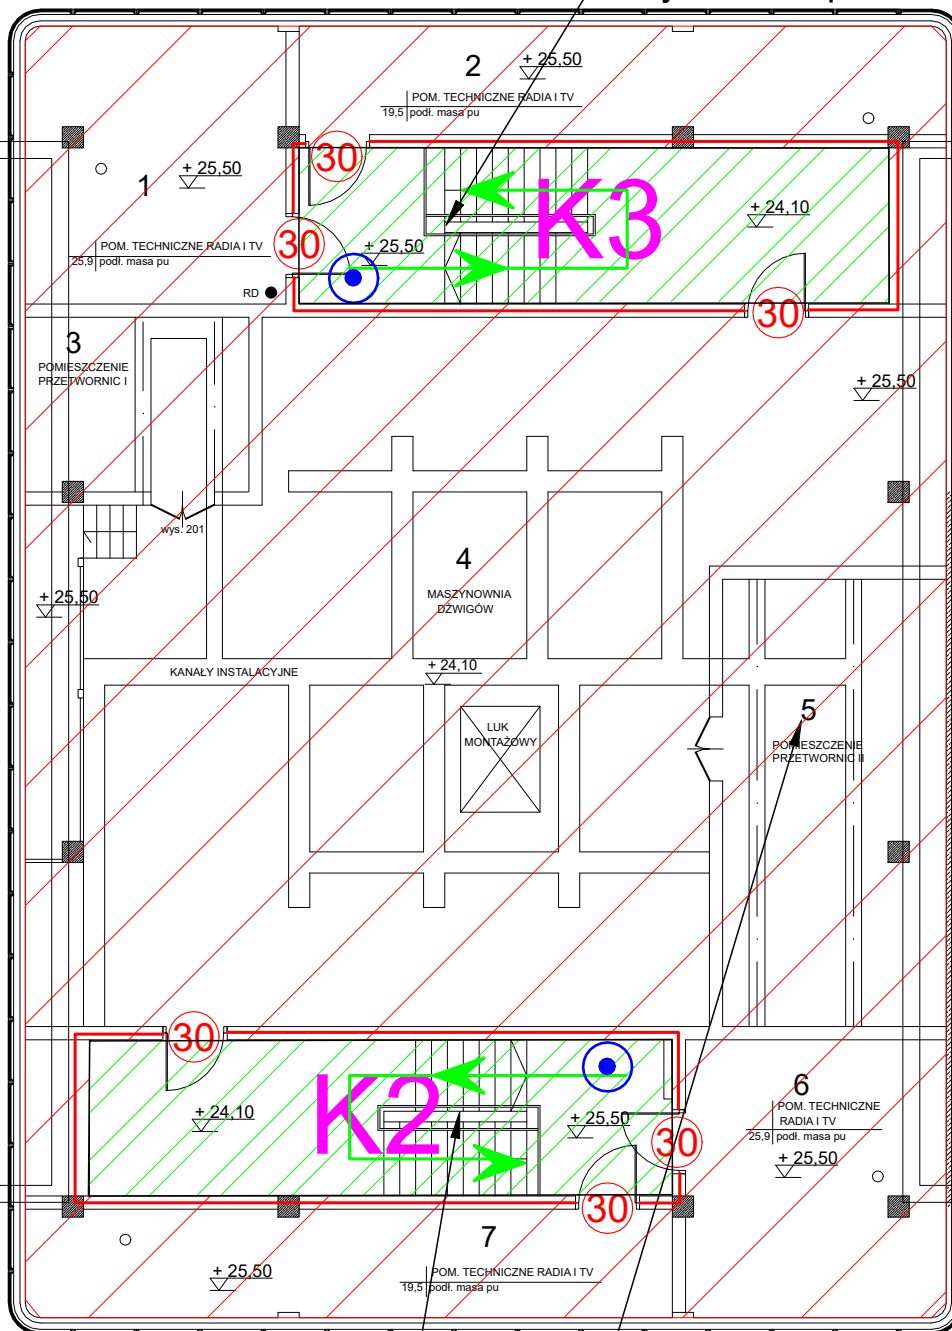 2
+ 25,50
POM. TECHNICZNE RADIA I TV
19,5 podł. masa pu
30
1
+ 25,50
K3
+ 24,10
30
+ 25,50
POM. TECHNICZNE RADIA I TV
25,9 podł. masa pu
RD
30
3
POMIESZCZENIE
PRZETWORNIC I
+ 25,50
wys. 201
4
MASZYNOWNIA
DŹWIGÓW
+ 25,50
KANAŁY INSTALACYJNE
+ 24,10
LUK
MONTAŻOWY
5
POMIESZCZENIE
PRZETWORNIC II
30
K2
+ 24,10
+ 25,50
6
POM. TECHNICZNE
RADIA I TV
25,9 podł. masa pu
+ 25,50
30
30
7
+ 25,50
POM. TECHNICZNE RADIA I TV
19,5 podł. masa pu